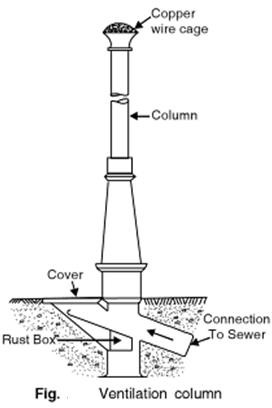 Copper
wire cage
Column
Cover
Connection
To Sewer
Rust Box
Fig. Ventilation column